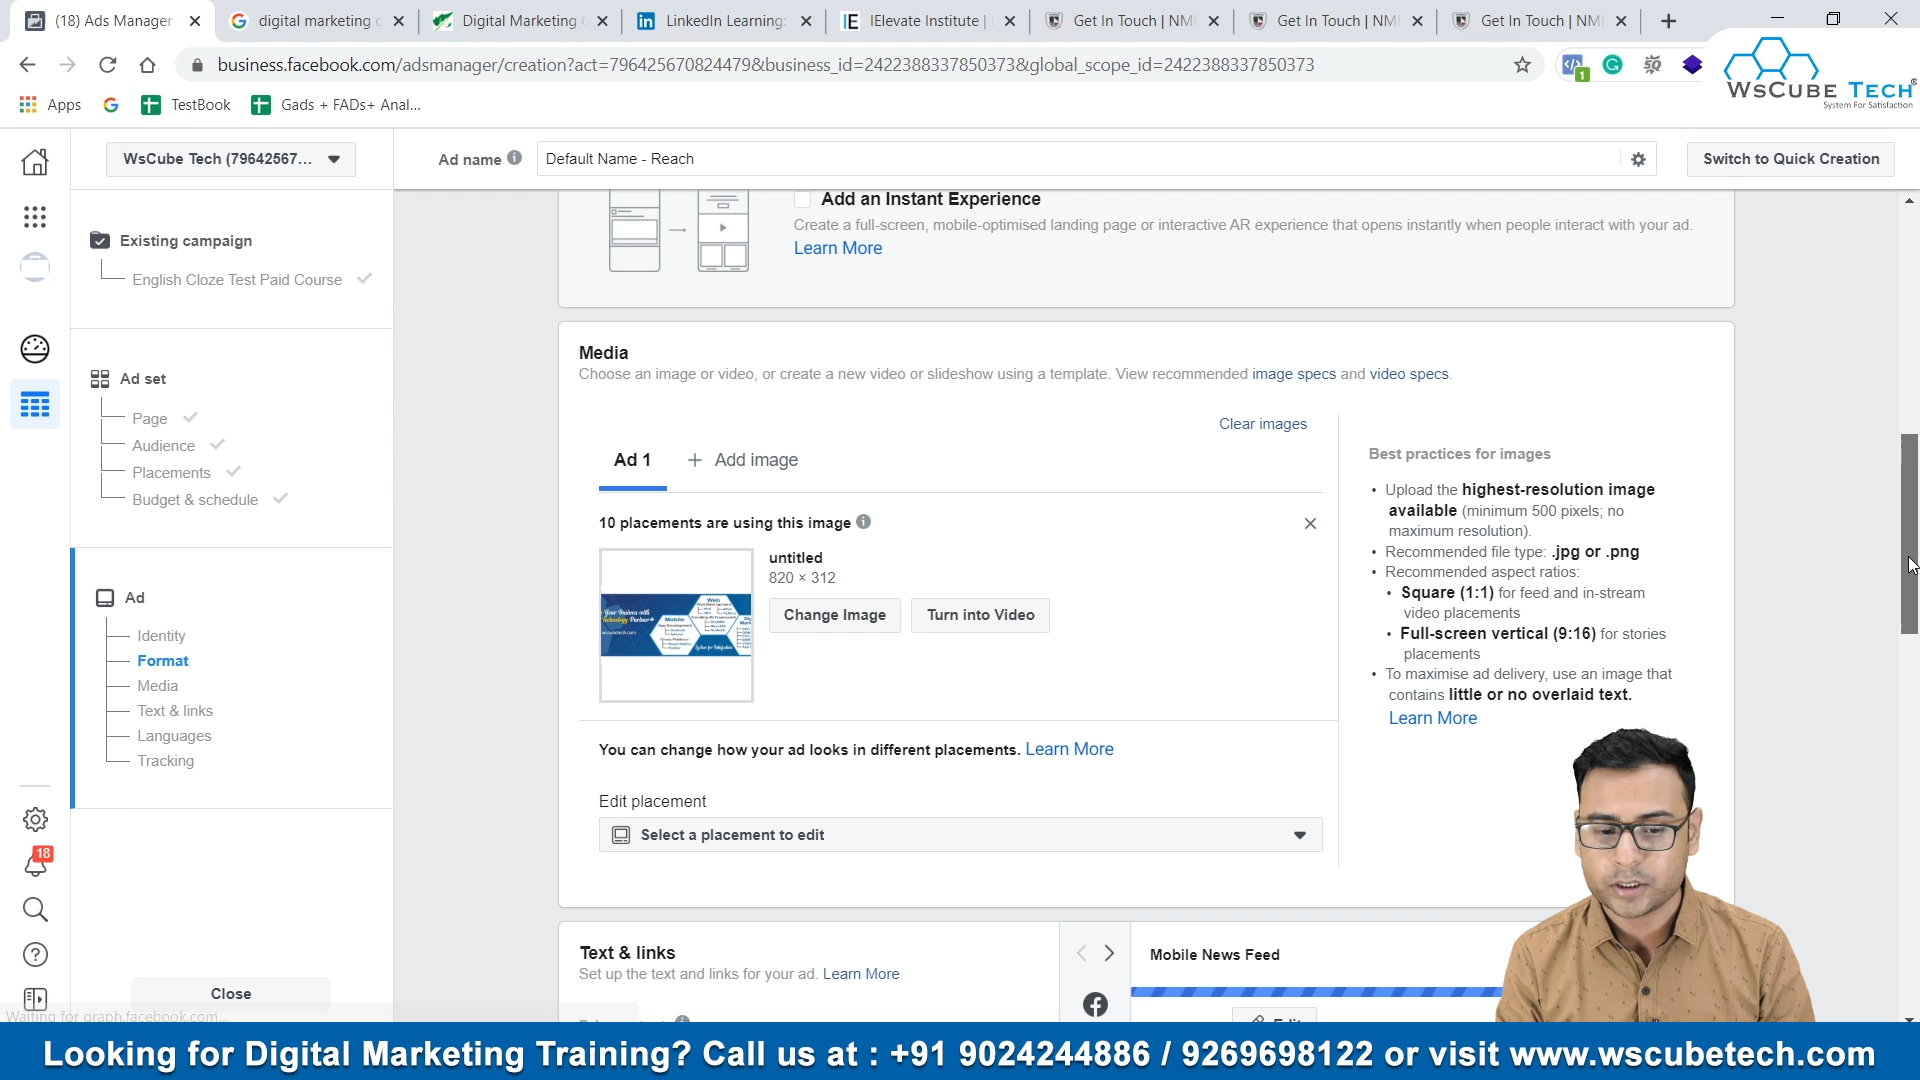 (18) Ads Manager
digital marketing c
Digital Marketing
LinkedIn Learning:
IElevate Institute |
Get In Touch | NMI
Get In Touch | NMI
Get In Touch | NMI
business.facebook.com/adsmanager/creation?act=796425670824479&business_id=2422388337850373&global_scope_id=2422388337850373
WsCube Tech
System For Satisfaction
Apps
TestBook
Gads + FADs+ Anal...
WsCube Tech (79642567...
Ad name
Default Name - Reach
Switch to Quick Creation
Existing campaign
English Cloze Test Paid Course
Ad set
Page
Audience
Placements
Budget & schedule
Ad
Identity
Format
Media
Text & links
Languages
Tracking
18
Close
Waiting for graph.facebook.com...
Add an Instant Experience
Create a full-screen, mobile-optimised landing page or interactive AR experience that opens instantly when people interact with your ad.
Learn More
Media
Choose an image or video, or create a new video or slideshow using a template. View recommended image specs and video specs.
Clear images
Ad 1
Add image
10 placements are using this image
untitled
820 × 312
Change Image
Turn into Video
You can change how your ad looks in different placements. Learn More
Edit placement
Select a placement to edit
Best practices for images
• Upload the highest-resolution image
available (minimum 500 pixels; no
maximum resolution).
• Recommended file type: .jpg or .png
• Recommended aspect ratios:
• Square (1:1) for feed and in-stream
video placements
• Full-screen vertical (9:16) for stories
placements
• To maximise ad delivery, use an image that
contains little or no overlaid text.
Learn More
Text & links
Set up the text and links for your ad. Learn More
Mobile News Feed
Edit
Looking for Digital Marketing Training? Call us at : +91 9024244886 / 9269698122 or visit www.wscubetech.com